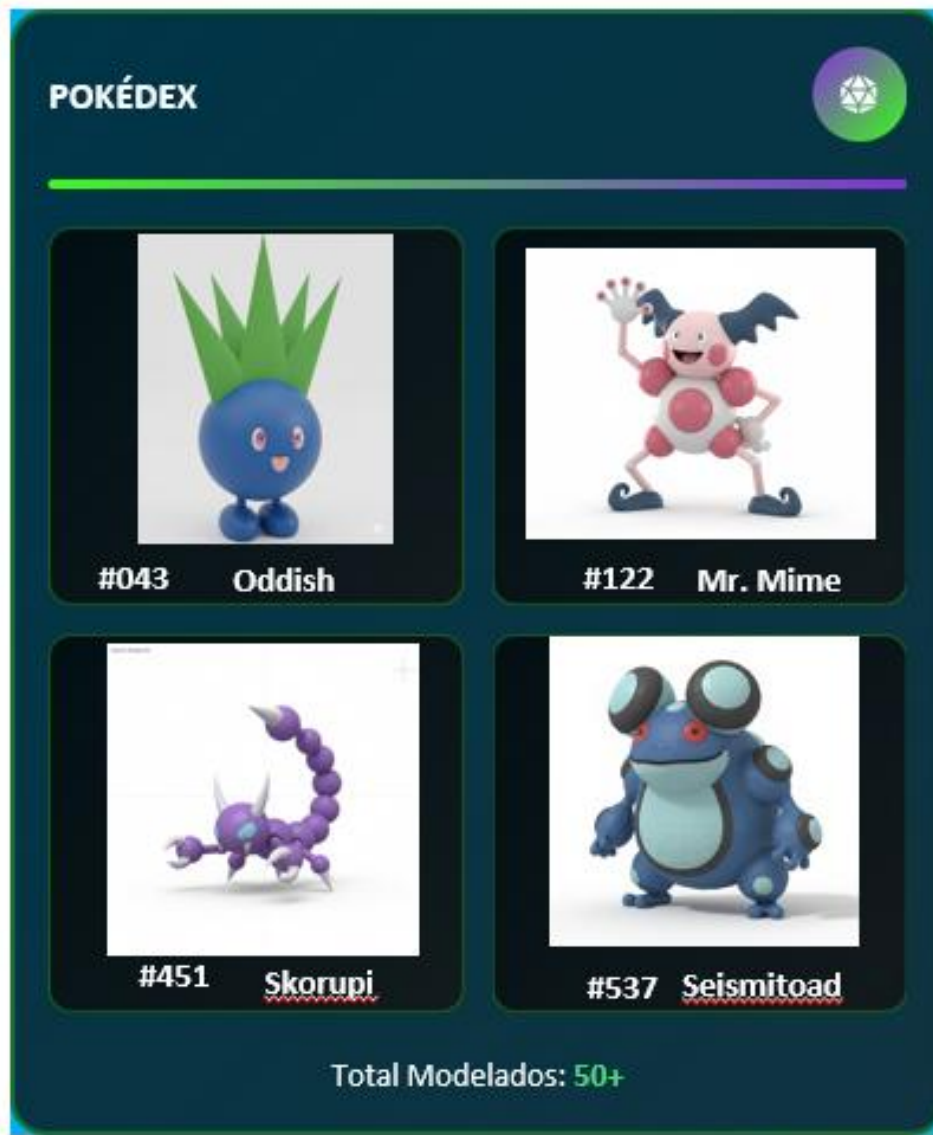 POKÉDEX
#043 Oddish
#122 Mr. Mime
#451 Skorupi
#537 Seismitoad
Total Modelados: 50+